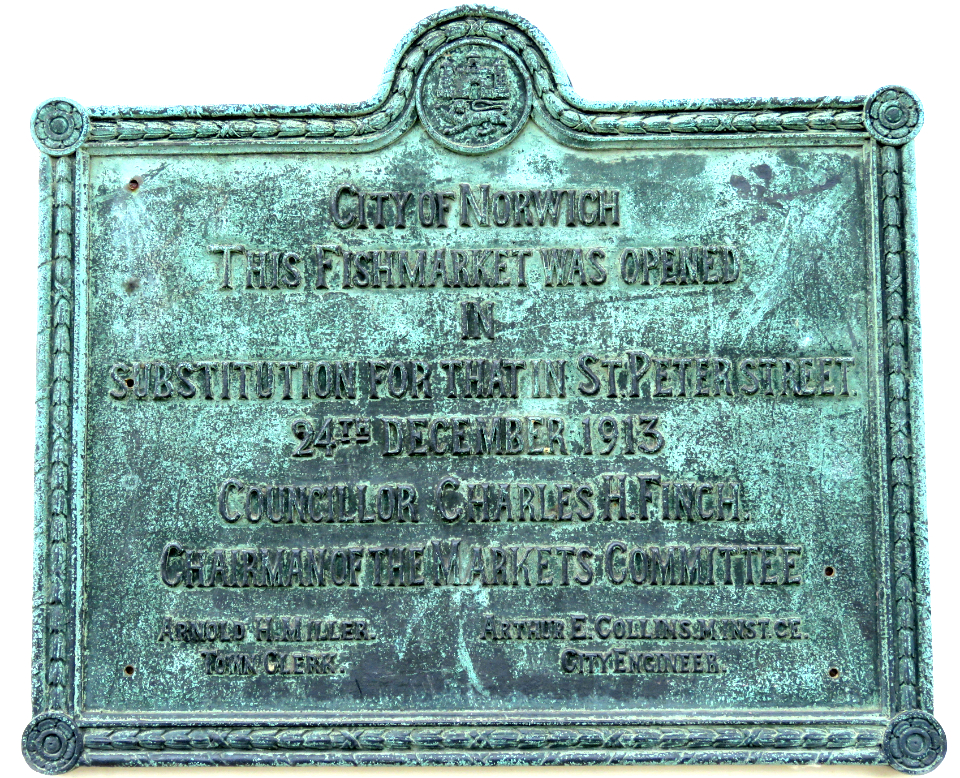 CITY OF NORWICH
THIS FISHMARKET WAS OPENED
IN
SUBSTITUTION FOR THAT IN ST. PETER STREET
24TH DECEMBER 1913
COUNCILLOR CHARLES H. FINCH.
CHAIRMAN OF THE MARKETS COMMITTEE
ARNOLD H. MILLER. ARTHUR E. COLLINS. M.INST. CE.
TOWN CLERK. CITY ENGINEER.